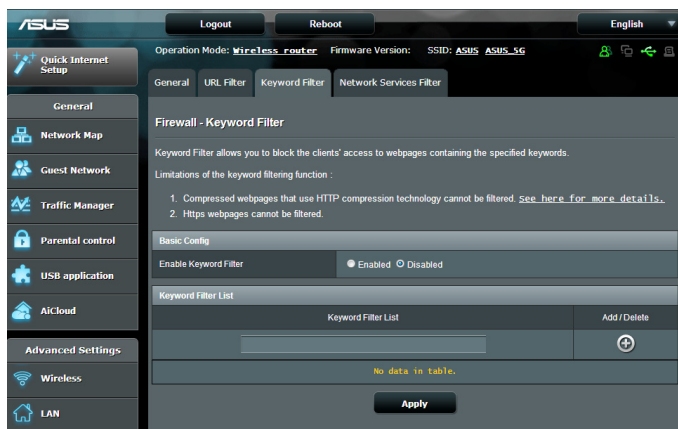 ASUS
Logout
Reboot
English
Quick Internet
Setup
General
Network Map
Guest Network
Traffic Manager
Parental control
USB application
AiCloud
Advanced Settings
Wireless
LAN
Operation Mode: Wireless router Firmware Version: SSID: ASUS ASUS_5G
General URL Filter Keyword Filter Network Services Filter
Firewall - Keyword Filter
Keyword Filter allows you to block the clients' access to webpages containing the specified keywords.
Limitations of the keyword filtering function :
1. Compressed webpages that use HTTP compression technology cannot be filtered. See here for more details.
2. Https webpages cannot be filtered.
Basic Config
Enable Keyword Filter Enabled Disabled
Keyword Filter List
Keyword Filter List Add / Delete
No data in table.
Apply